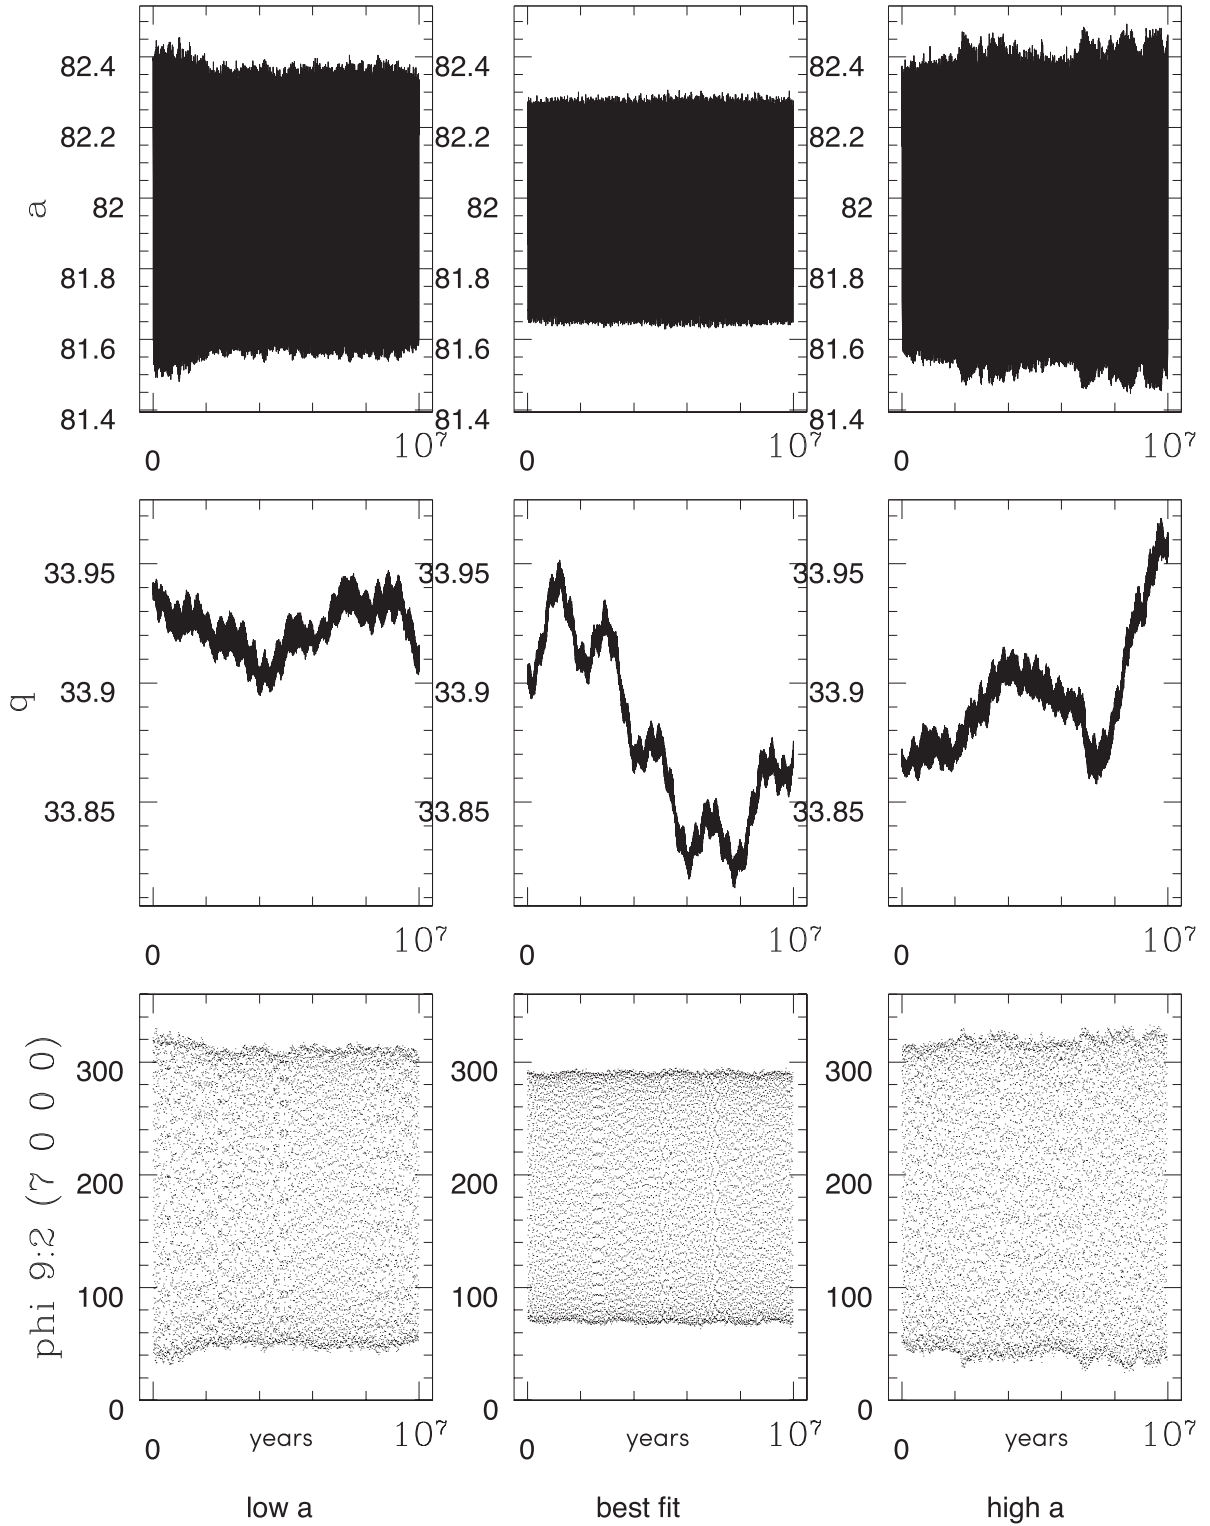 82.4 82.4 82.4
82.2 82.2 82.2
a 82 82 82
81.8 81.8 81.8
81.6 81.6 81.6
81.4 81.4 81.4
0 10⁷ 0 10⁷ 0 10⁷
33.95 33.95 33.95
q 33.9 33.9 33.9
33.85 33.85 33.85
0 10⁷ 0 10⁷ 0 10⁷
phi 9:2 (7 0 0 0 0)
300 300 300
200 200 200
100 100 100
0 0 0
0 years 10⁷ 0 years 10⁷ 0 years 10⁷
low a best fit high a